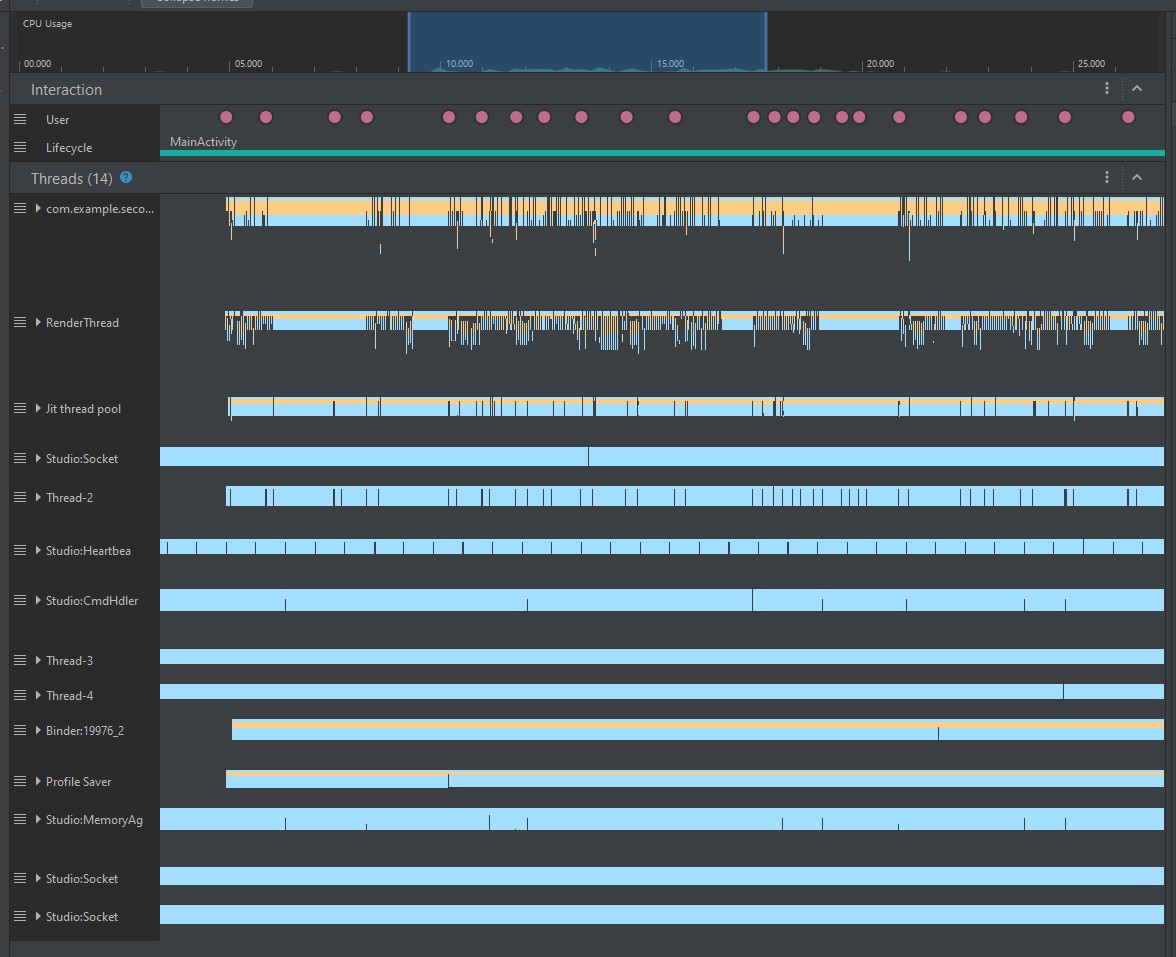 CPU Usage
00.000 05.000 10.000 15.000 20.000 25.000
Interaction
User
Lifecycle
MainActivity
Threads (14) ?
com.example.seco...
RenderThread
Jit thread pool
Studio:Socket
Thread-2
Studio:Heartbea
Studio:CmdHdler
Thread-3
Thread-4
Binder:19976_2
Profile Saver
Studio:MemoryAg
Studio:Socket
Studio:Socket